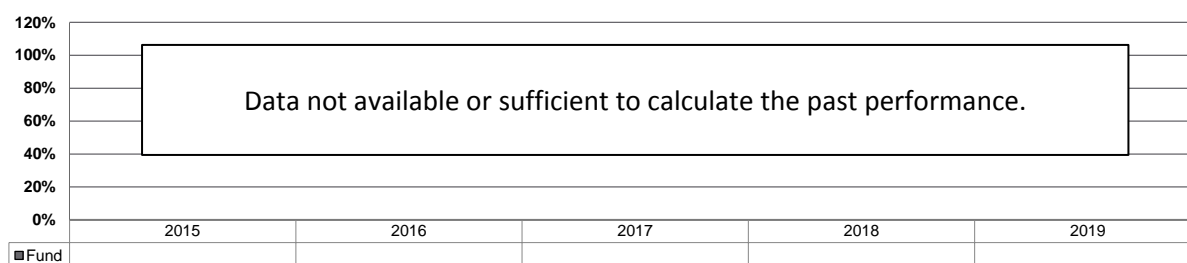 120%
100%
80%
60%
40%
20%
0%
Data not available or sufficient to calculate the past performance.
2015 2016 2017 2018 2019
Fund